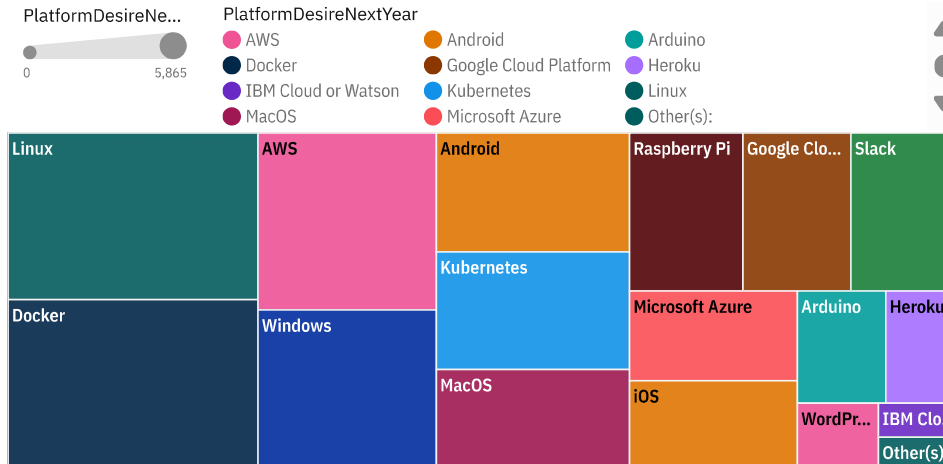 PlatformDesireNe...
0
5,865
PlatformDesireNextYear
AWS
Android
Arduino
Docker
Google Cloud Platform
Heroku
IBM Cloud or Watson
Kubernetes
Linux
MacOS
Microsoft Azure
Other(s):
Linux
AWS
Android
Raspberry Pi
Google Clo...
Slack
Kubernetes
Microsoft Azure
Arduino
Heroku
Docker
Windows
MacOS
iOS
WordPr...
IBM Clo.
Other(s)